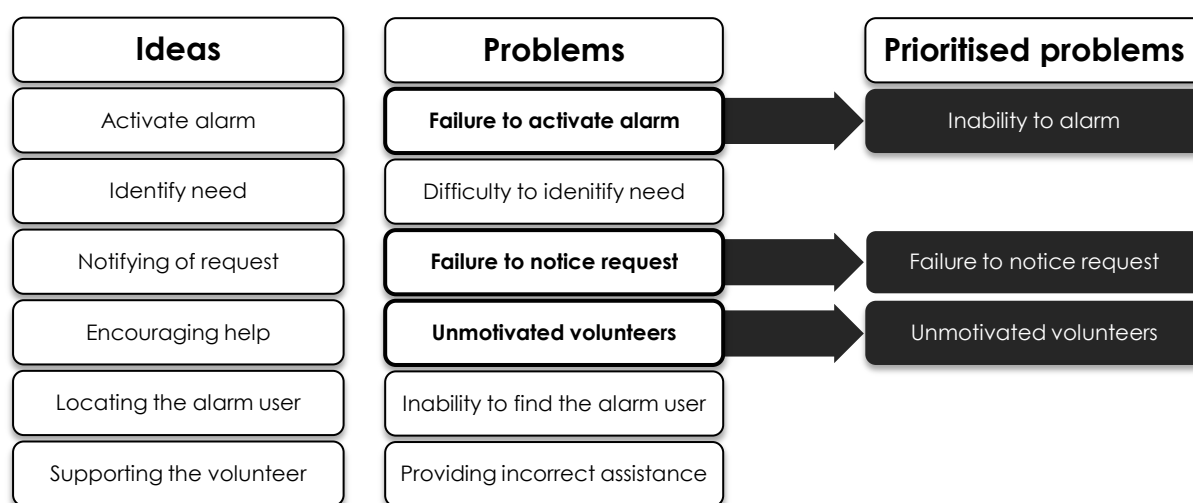 Ideas
Problems
Prioritised problems
Activate alarm
Failure to activate alarm
Inability to alarm
Identify need
Difficulty to idenitify need
Notifying of request
Failure to notice request
Failure to notice request
Encouraging help
Unmotivated volunteers
Unmotivated volunteers
Locating the alarm user
Inability to find the alarm user
Supporting the volunteer
Providing incorrect assistance